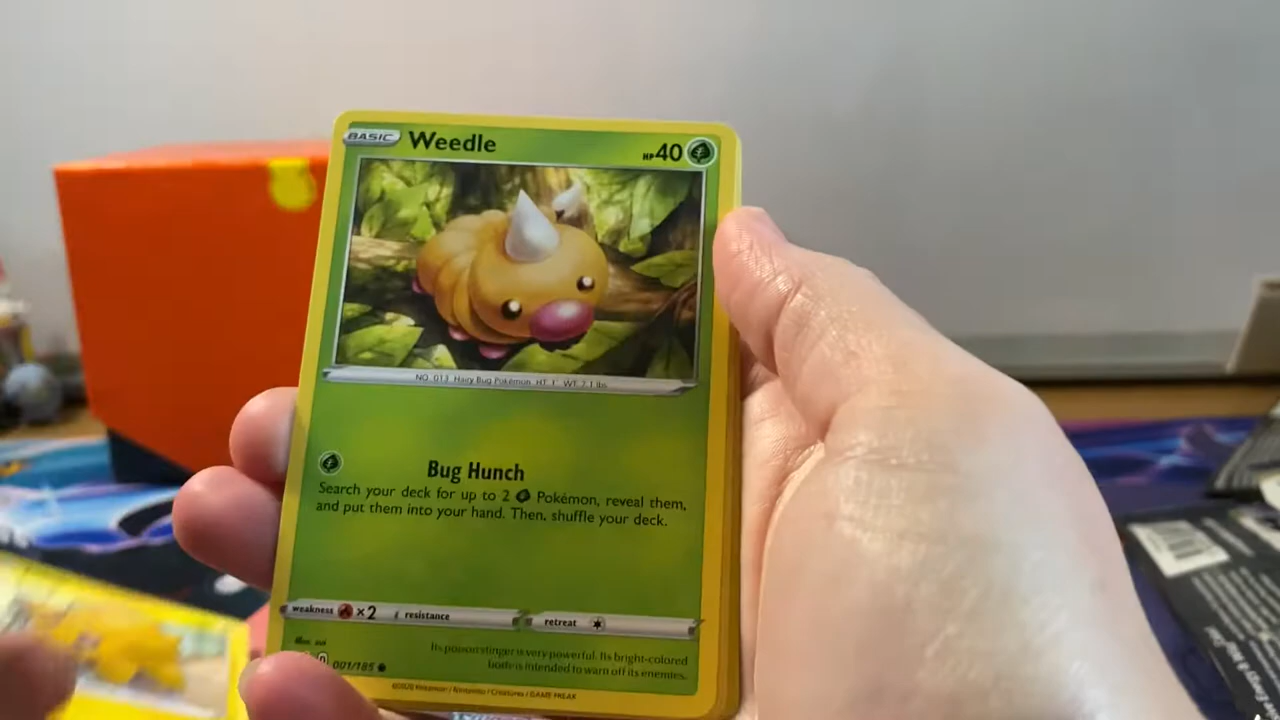 BASIC Weedle HP 40
NO. 013 Hairy Bug Pokémon HT: 1' WT: 7.1 lbs.
Bug Hunch
Search your deck for up to 2 Pokémon, reveal them,
and put them into your hand. Then, shuffle your deck.
weakness ×2 resistance retreat
001/185
Its poison stinger is very powerful. Its bright-colored
body is intended to warn off its enemies.
©2020 Pokémon / Nintendo / Creatures / GAME FREAK